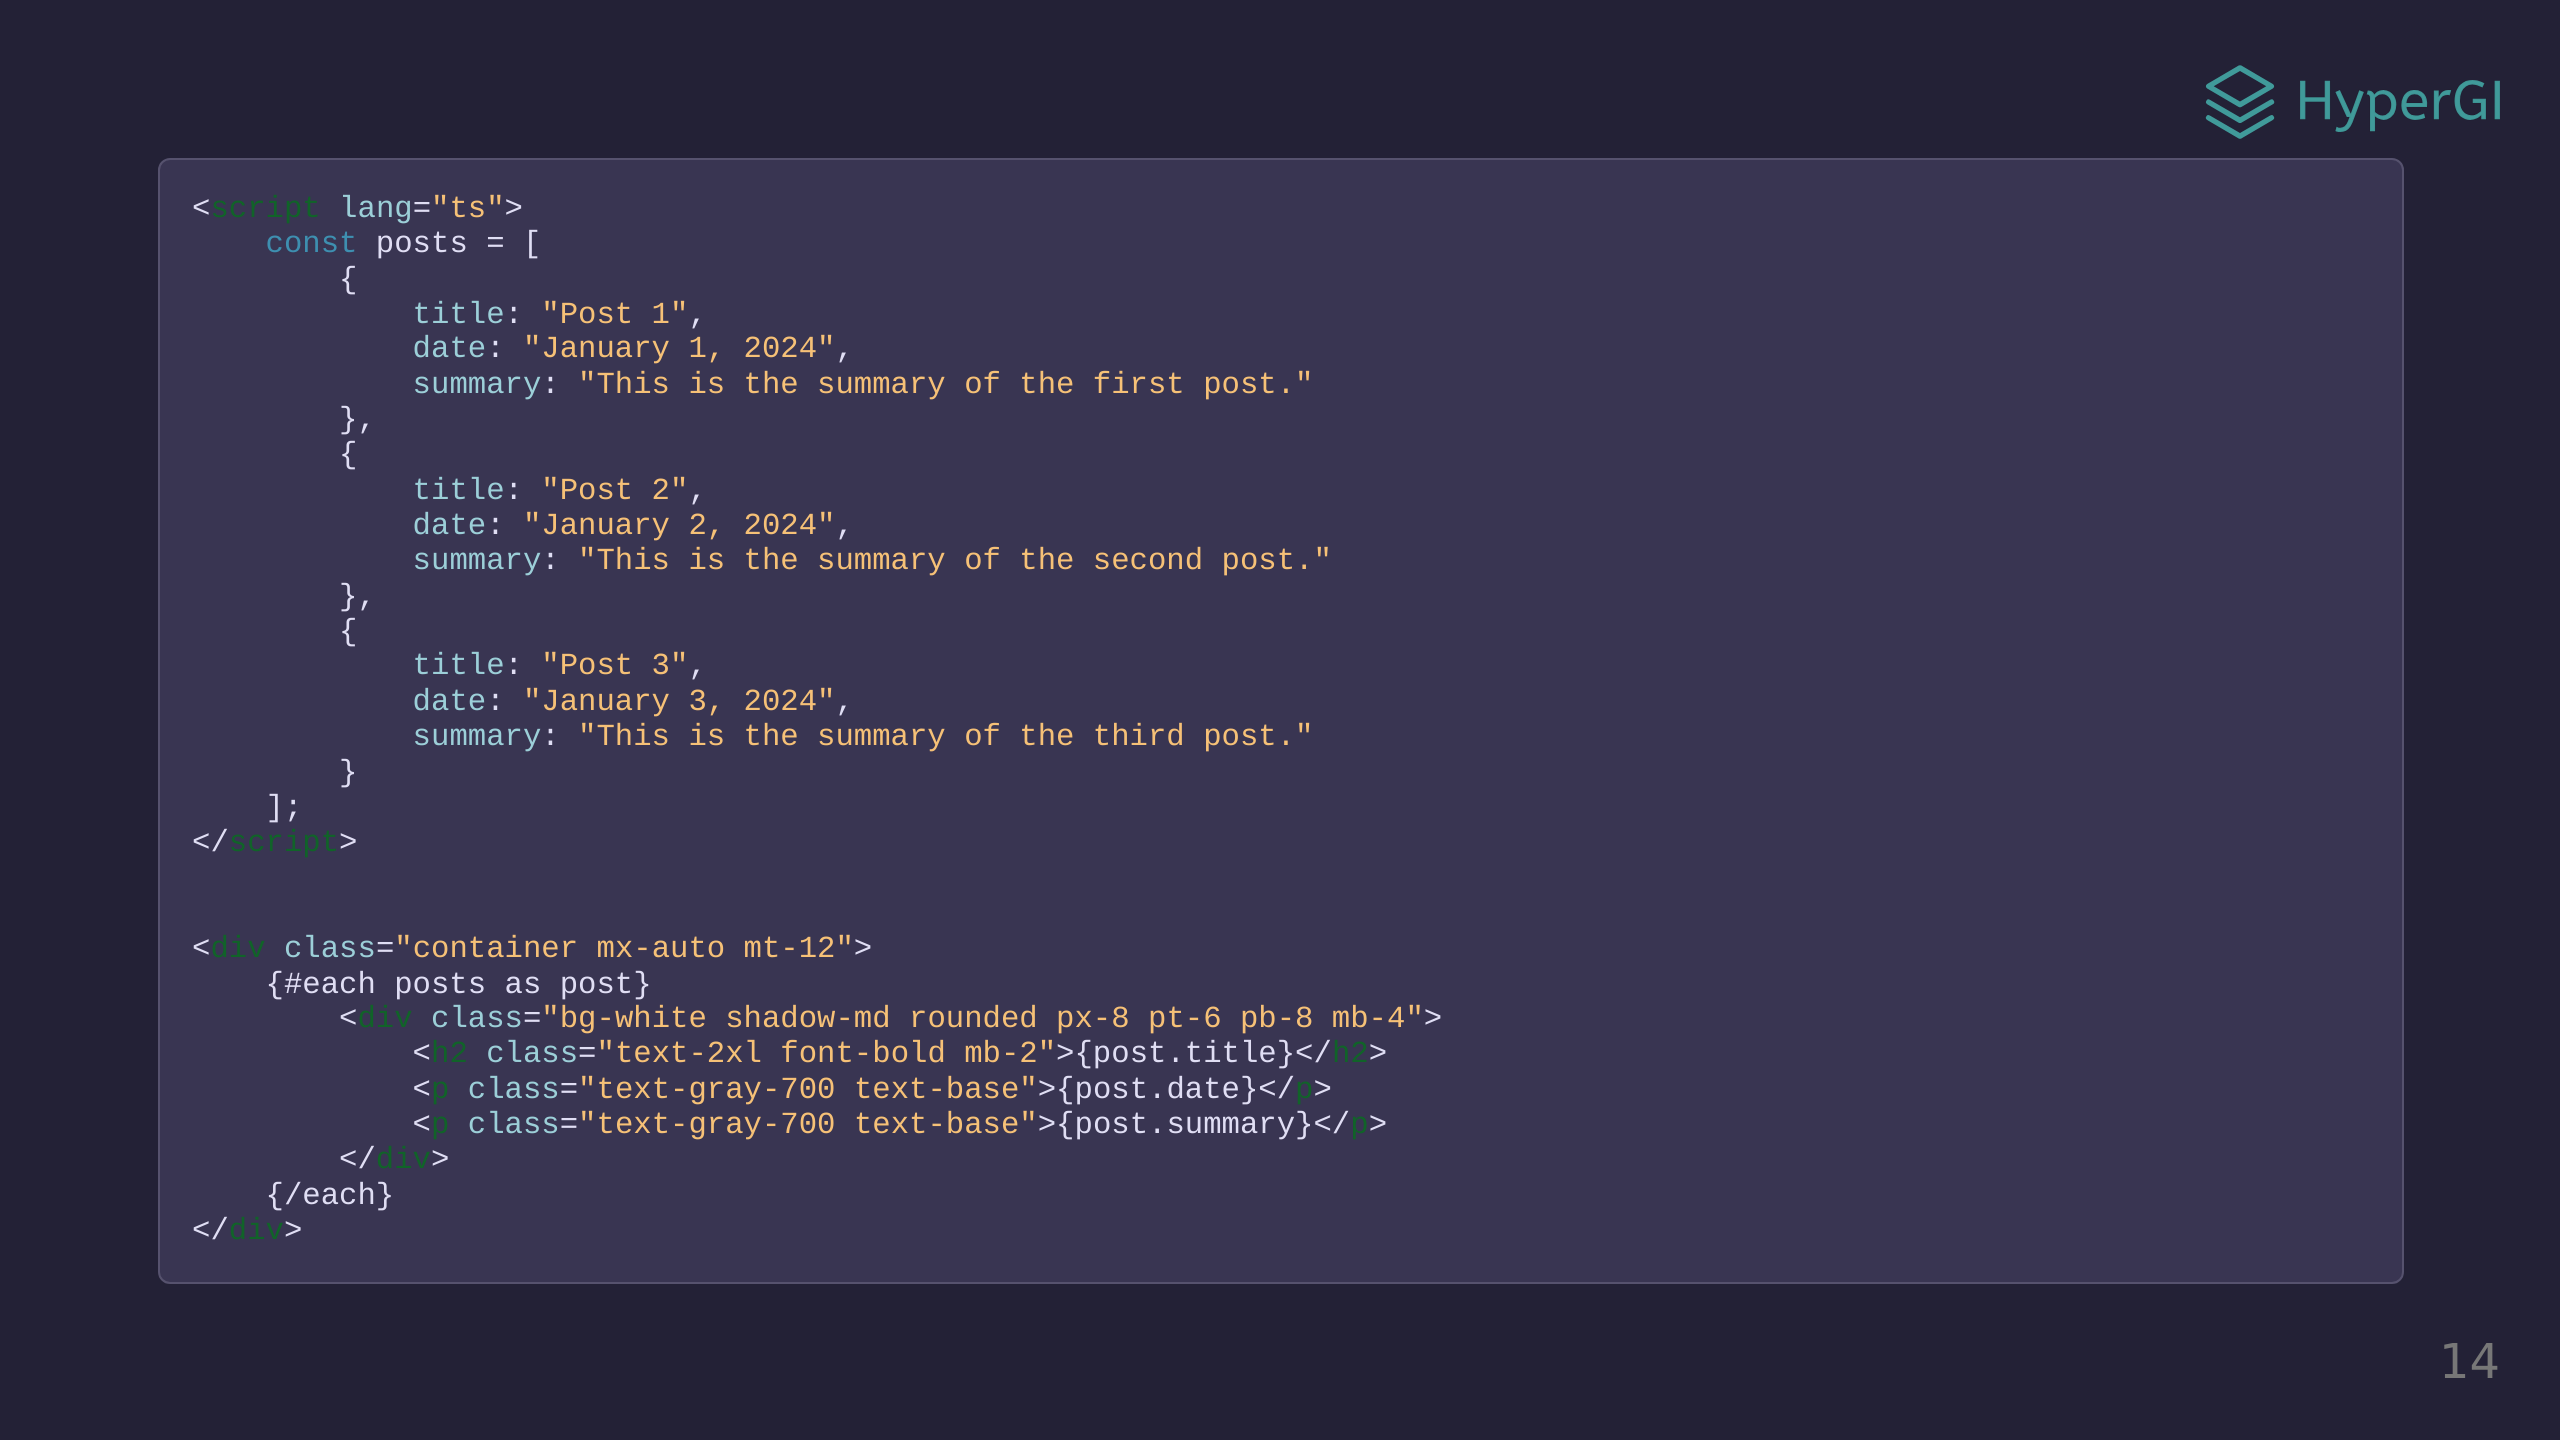 HyperGI
<script lang="ts">
    const posts = [
        {
            title: "Post 1",
            date: "January 1, 2024",
            summary: "This is the summary of the first post."
        },
        {
            title: "Post 2",
            date: "January 2, 2024",
            summary: "This is the summary of the second post."
        },
        {
            title: "Post 3",
            date: "January 3, 2024",
            summary: "This is the summary of the third post."
        }
    ];
</script>
<div class="container mx-auto mt-12">
    {#each posts as post}
        <div class="bg-white shadow-md rounded px-8 pt-6 pb-8 mb-4">
            <h2 class="text-2xl font-bold mb-2">{post.title}</h2>
            <p class="text-gray-700 text-base">{post.date}</p>
            <p class="text-gray-700 text-base">{post.summary}</p>
        </div>
    {/each}
</div>
14